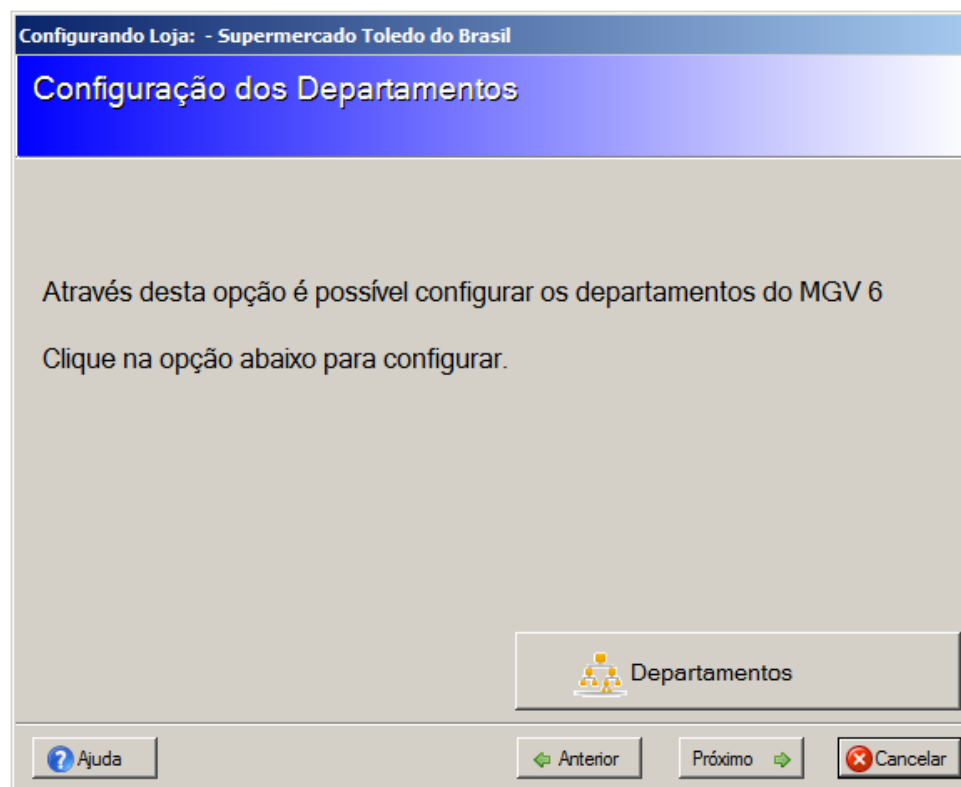 Configurando Loja: - Supermercado Toledo do Brasil
Configuração dos Departamentos
Através desta opção é possível configurar os departamentos do MGV 6
Clique na opção abaixo para configurar.
Departamentos
Ajuda
Anterior
Próximo
Cancelar